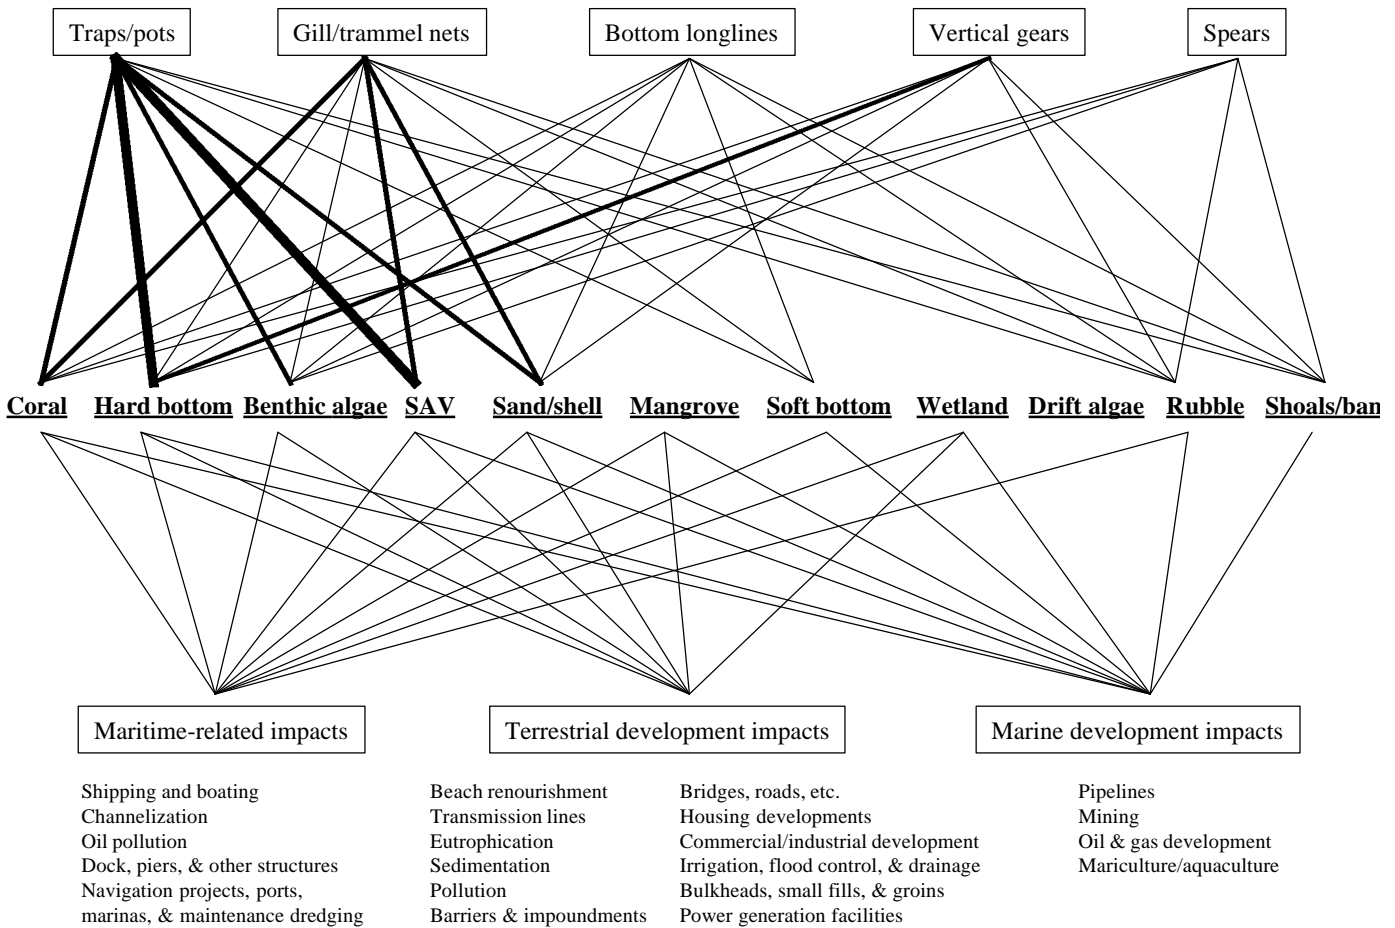 Traps/pots Gill/trammel nets Bottom longlines Vertical gears Spears
Coral Hard bottom Benthic algae SAV Sand/shell Mangrove Soft bottom Wetland Drift algae Rubble Shoals/ban
Maritime-related impacts
Shipping and boating
Channelization
Oil pollution
Dock, piers, & other structures
Navigation projects, ports,
marinas, & maintenance dredging
Terrestrial development impacts
Beach renourishment
Transmission lines
Eutrophication
Sedimentation
Pollution
Barriers & impoundments
Bridges, roads, etc.
Housing developments
Commercial/industrial development
Irrigation, flood control, & drainage
Bulkheads, small fills, & groins
Power generation facilities
Marine development impacts
Pipelines
Mining
Oil & gas development
Mariculture/aquaculture